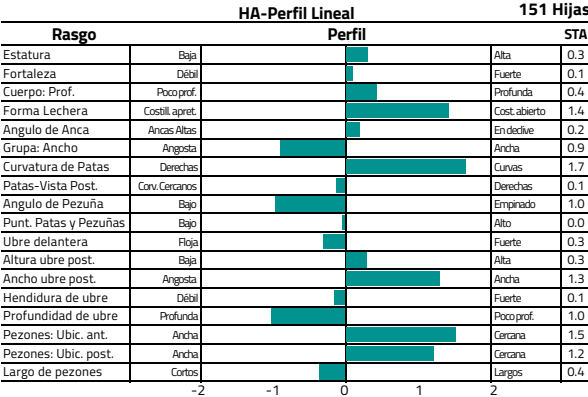 HA-Perfil Lineal 151 Hijas
Rasgo Perfil STA
Estatura Baja Alta 0.3
Fortaleza Débil Fuerte 0.1
Cuerpo: Prof. Poco prof. Profunda 0.4
Forma Lechera Costill. apret. Cost. abierto 1.4
Angulo de Anca Ancas Altas En declive 0.2
Grupa: Ancho Angosta Ancha 0.9
Curvatura de Patas Derechas Curvas 1.7
Patas-Vista Post. Corv. Cercanos Derechas 0.1
Angulo de Pezuña Bajo Empinado 1.0
Punt. Patas y Pezuñas Bajo Alto 0.0
Ubre delantera Floja Fuerte 0.3
Altura ubre post. Baja Alta 0.3
Ancho ubre post. Angosta Ancha 1.3
Hendidura de ubre Débil Fuerte 0.1
Profundidad de ubre Profunda Poco prof. 1.0
Pezones: Ubic. ant. Ancha Cercana 1.5
Pezones: Ubic. post. Ancha Cercana 1.2
Largo de pezones Cortos Largos 0.4
-2 -1 0 1 2